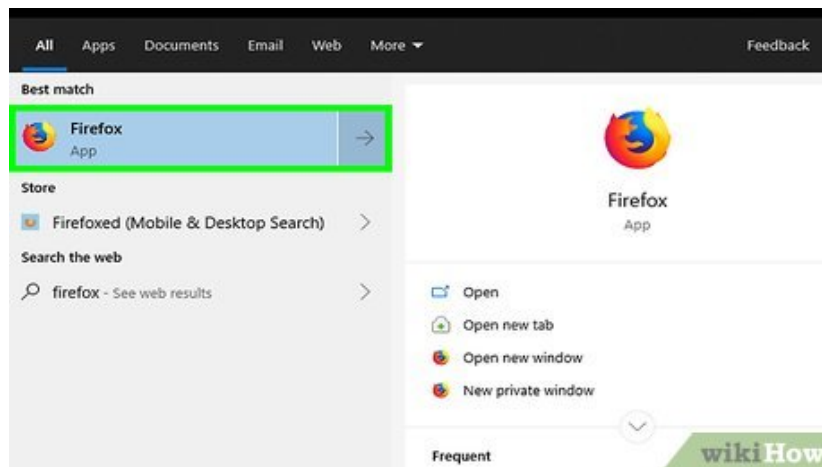 All Apps Documents Email Web More Feedback
Best match
Firefox
App
Store
Firefoxed (Mobile & Desktop Search)
Search the web
firefox - See web results
Firefox
App
Open
Open new tab
Open new window
New private window
Frequent
wikiHow